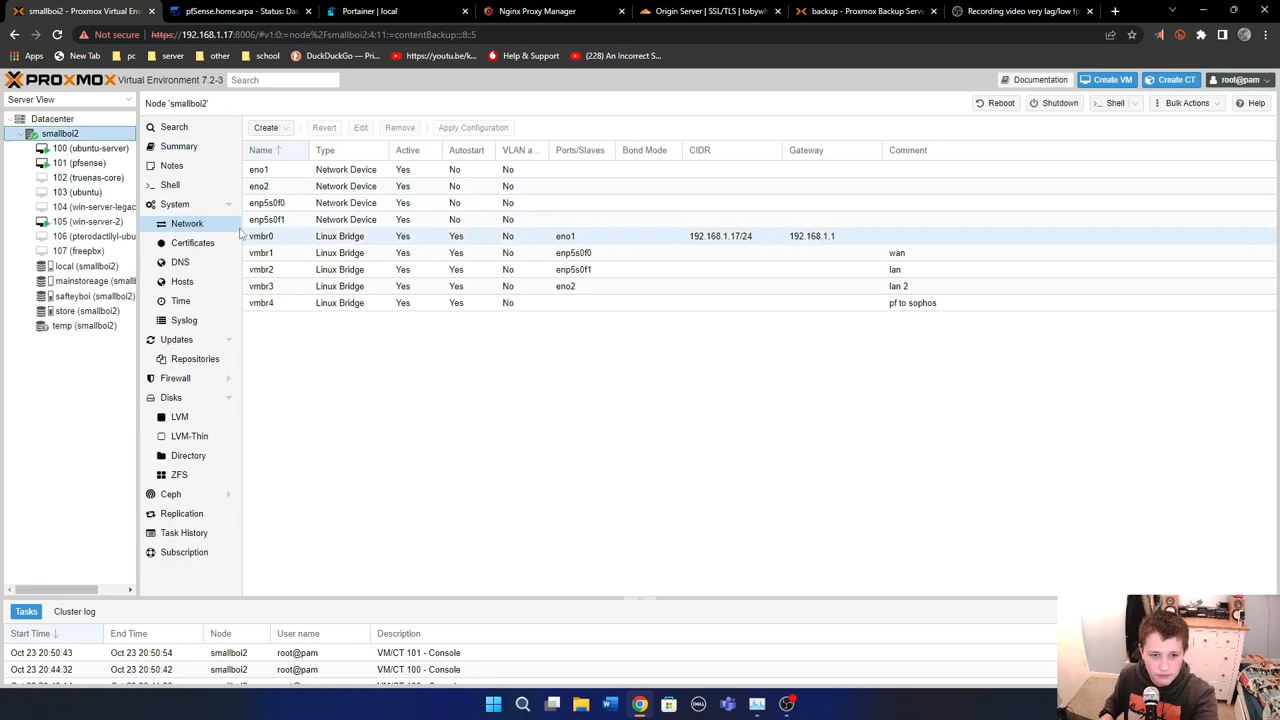 smallboi2 - Proxmox Virtual Env
pfSense.home.arpa - Status: Das
Portainer | local
Nginx Proxy Manager
Origin Server | SSL/TLS | tobywh
backup - Proxmox Backup Serve
Recording video very lag/low fp
Not secure
https://192.168.1.17:8006/#v1:0:=node%2Fsmallboi2:4:11:=contentBackup:::8::5
Apps
New Tab
pc
server
other
school
DuckDuckGo — Pri...
https://youtu.be/k...
Help & Support
(228) An Incorrect S...
PROXMOX Virtual Environment 7.2-3
Search
Documentation
Create VM
Create CT
root@pam
Server View
Node 'smallboi2'
Reboot
Shutdown
Shell
Bulk Actions
Help
Datacenter
smallboi2
100 (ubuntu-server)
101 (pfsense)
102 (truenas-core)
103 (ubuntu)
104 (win-server-legac
105 (win-server-2)
106 (pterodactilyl-ubu
107 (freepbx)
local (smallboi2)
mainstoreage (smallb
safteyboi (smallboi2)
store (smallboi2)
temp (smallboi2)
Search
Summary
Notes
Shell
System
Network
Certificates
DNS
Hosts
Time
Syslog
Updates
Repositories
Firewall
Disks
LVM
LVM-Thin
Directory
ZFS
Ceph
Replication
Task History
Subscription
Create
Revert
Edit
Remove
Apply Configuration
Name Type Active Autostart VLAN a... Ports/Slaves Bond Mode CIDR Gateway Comment
eno1 Network Device Yes No No
eno2 Network Device Yes No No
enp5s0f0 Network Device Yes No No
enp5s0f1 Network Device Yes No No
vmbr0 Linux Bridge Yes Yes No eno1 192.168.1.17/24 192.168.1.1
vmbr1 Linux Bridge Yes Yes No enp5s0f0 wan
vmbr2 Linux Bridge Yes Yes No enp5s0f1 lan
vmbr3 Linux Bridge Yes Yes No eno2 lan 2
vmbr4 Linux Bridge Yes Yes No pf to sophos
Tasks
Cluster log
Start Time End Time Node User name Description
Oct 23 20:50:43 Oct 23 20:50:54 smallboi2 root@pam VM/CT 101 - Console
Oct 23 20:44:32 Oct 23 20:50:42 smallboi2 root@pam VM/CT 100 - Console